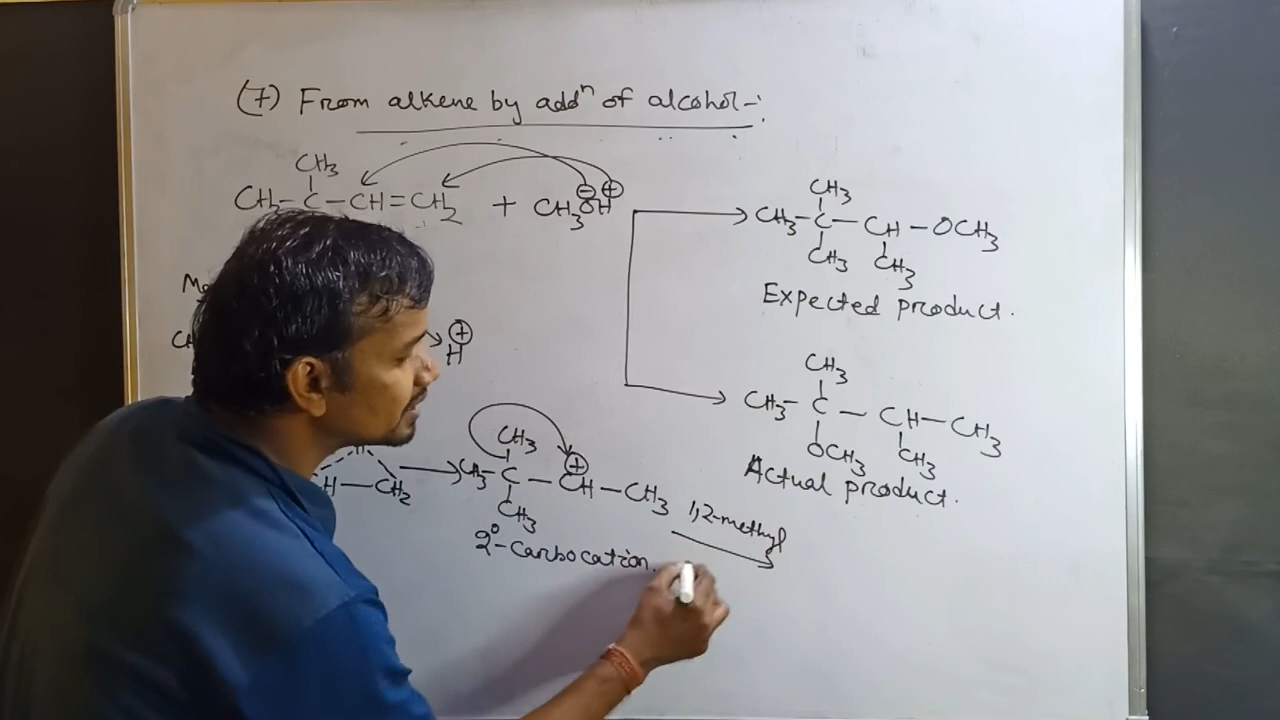 (7) From alkene by addⁿ of alcohol-:
CH₃
CH₃-C-CH=CH₂ + CH₃OH
⊖ ⊕
CH₃
CH₃-C-CH-OCH₃
CH₃ CH₃
Expected product.
H⊕
CH₃
CH₃-C-CH-CH₃
OCH₃ CH₃
Actual product.
H-CH₂
CH₃ ⊕
CH₃-C-CH-CH₃
CH₃
2°-carbocation.
1,2-methyl